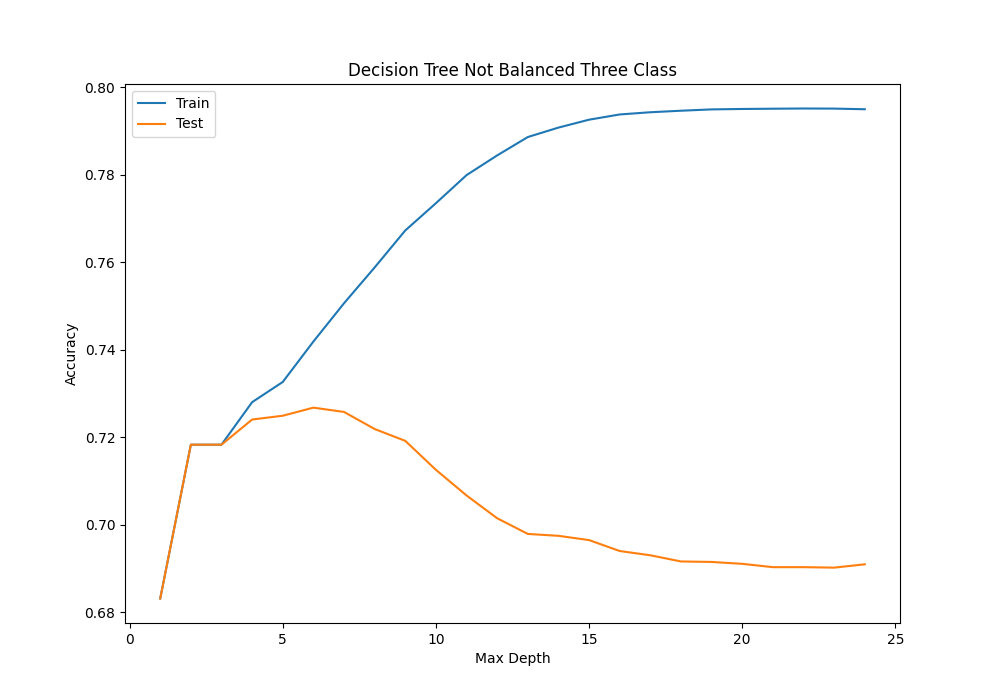 Decision Tree Not Balanced Three Class
Train
Test
0.80
0.78
0.76
0.74
0.72
0.70
0.68
Accuracy
0 5 10 15 20 25
Max Depth